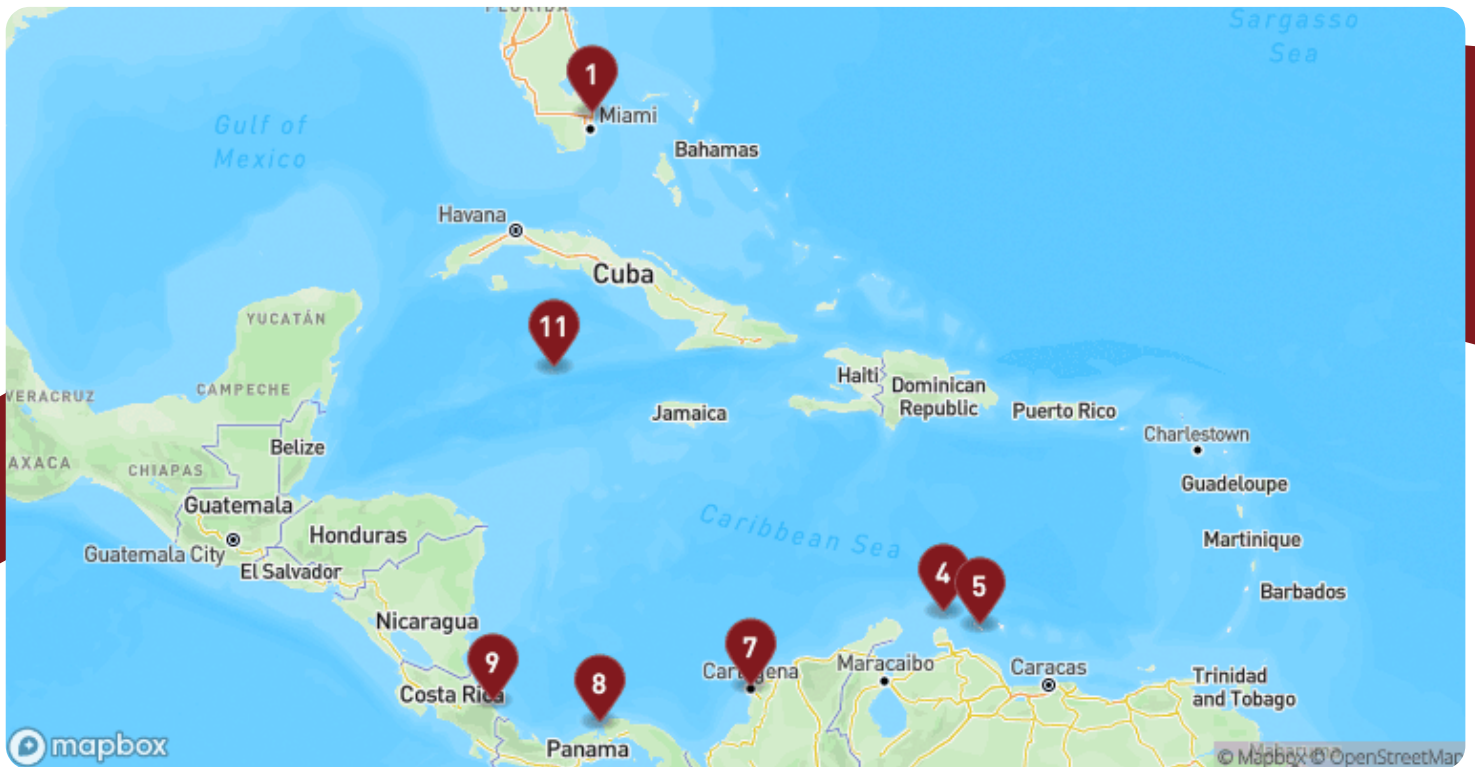 FLORIDA
Sargasso
Sea
1
Miami
Gulf of
Mexico
Bahamas
Havana
Cuba
YUCATÁN
11
CAMPECHE
VERACRUZ
Haiti
Dominican
Republic
Jamaica
Puerto Rico
Charlestown
Belize
AXACA
CHIAPAS
Guadeloupe
Guatemala
Honduras
Caribbean Sea
Guatemala City
Martinique
El Salvador
4
5
Barbados
Nicaragua
7
9
Cartagena
Maracaibo
Caracas
8
Costa Rica
Trinidad
and Tobago
Panama
mapbox
© Mapbox © OpenStreetMap